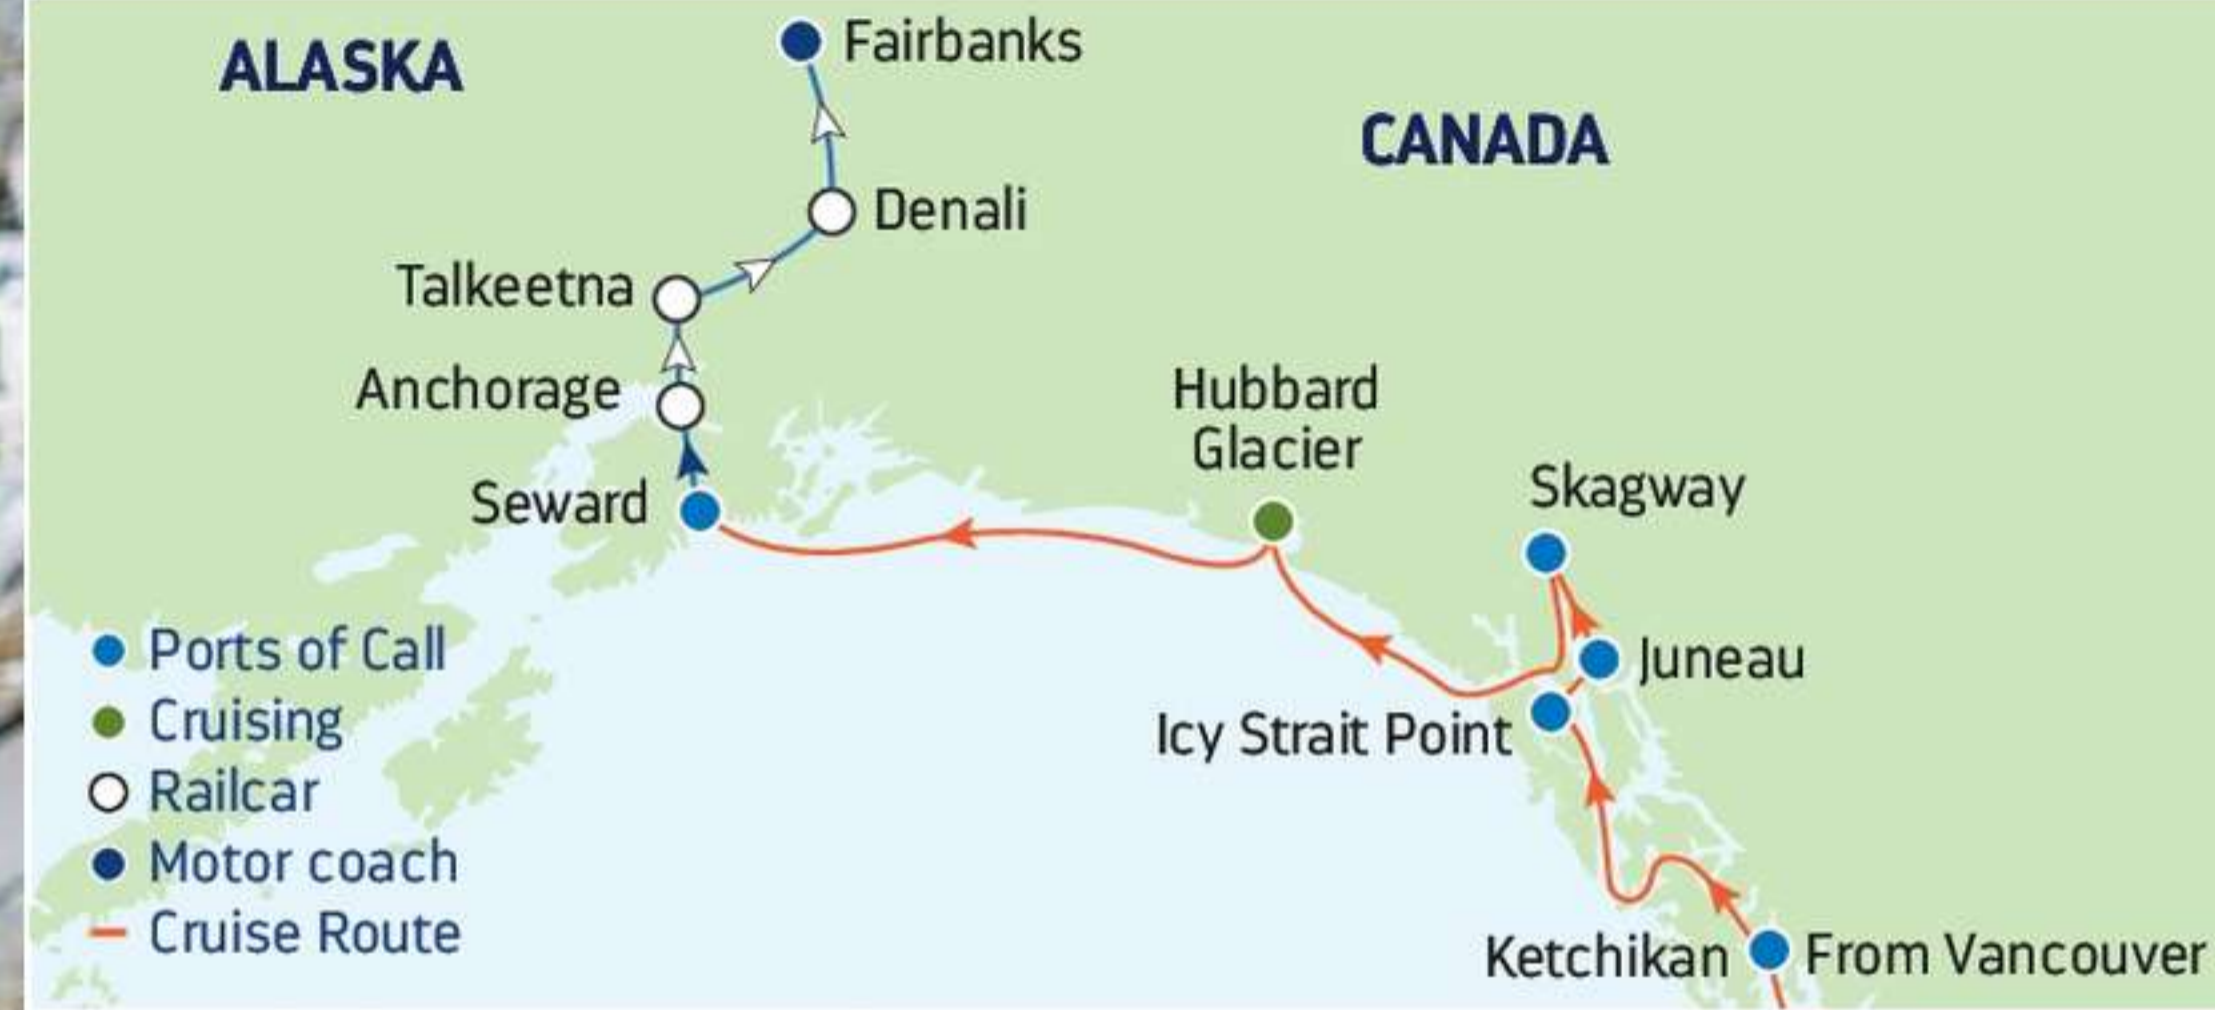 ALASKA
Fairbanks
CANADA
Denali
Talkeetna
Anchorage
Hubbard
Glacier
Seward
Skagway
Juneau
Icy Strait Point
Ketchikan
From Vancouver
Ports of Call
Cruising
Railcar
Motor coach
Cruise Route